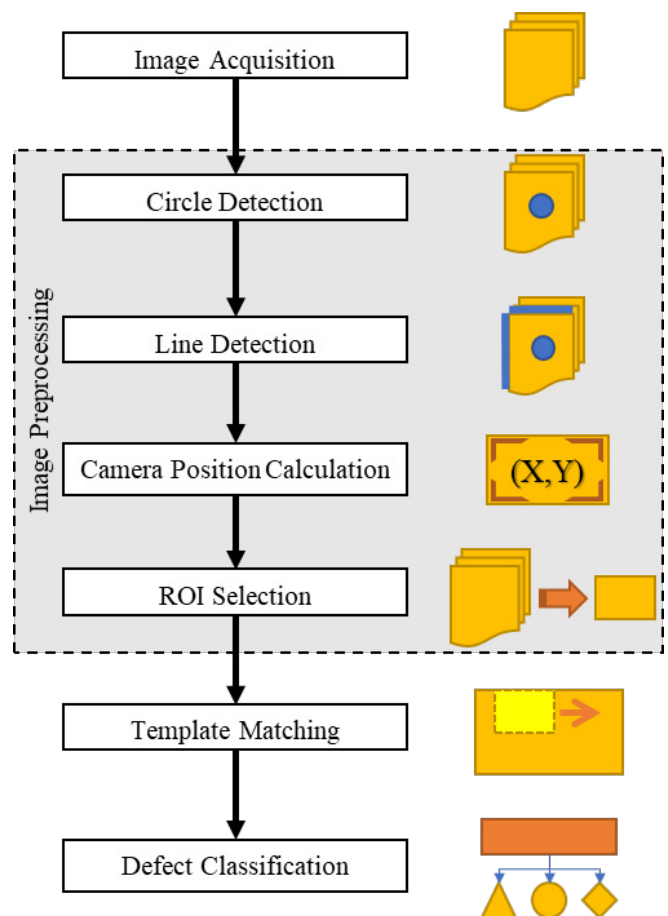 Image Acquisition
Image Preprocessing
Circle Detection
Line Detection
Camera Position Calculation
(X,Y)
ROI Selection
Template Matching
Defect Classification